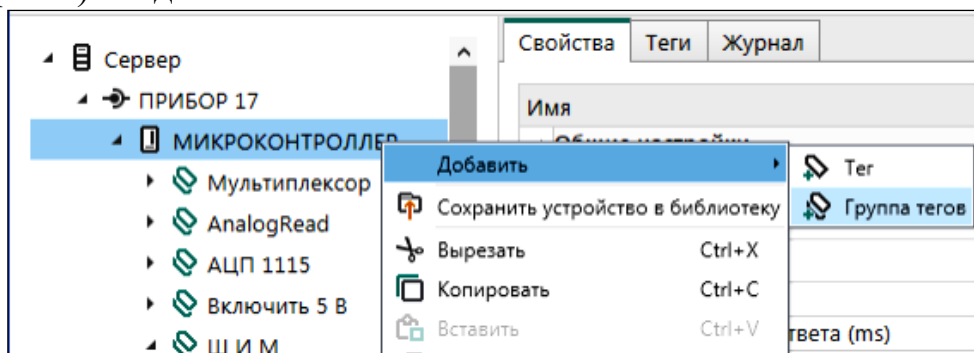 Свойства Теги Журнал
Сервер
ПРИБОР 17
Имя
МИКРОКОНТРОЛЛЕР
Добавить
Тег
Мультиплексор
Сохранить устройство в библиотеку
Группа тегов
AnalogRead
Вырезать Ctrl+X
АЦП 1115
Копировать Ctrl+C
Включить 5 В
Вставить Ctrl+V
твета (ms)
Ш И М